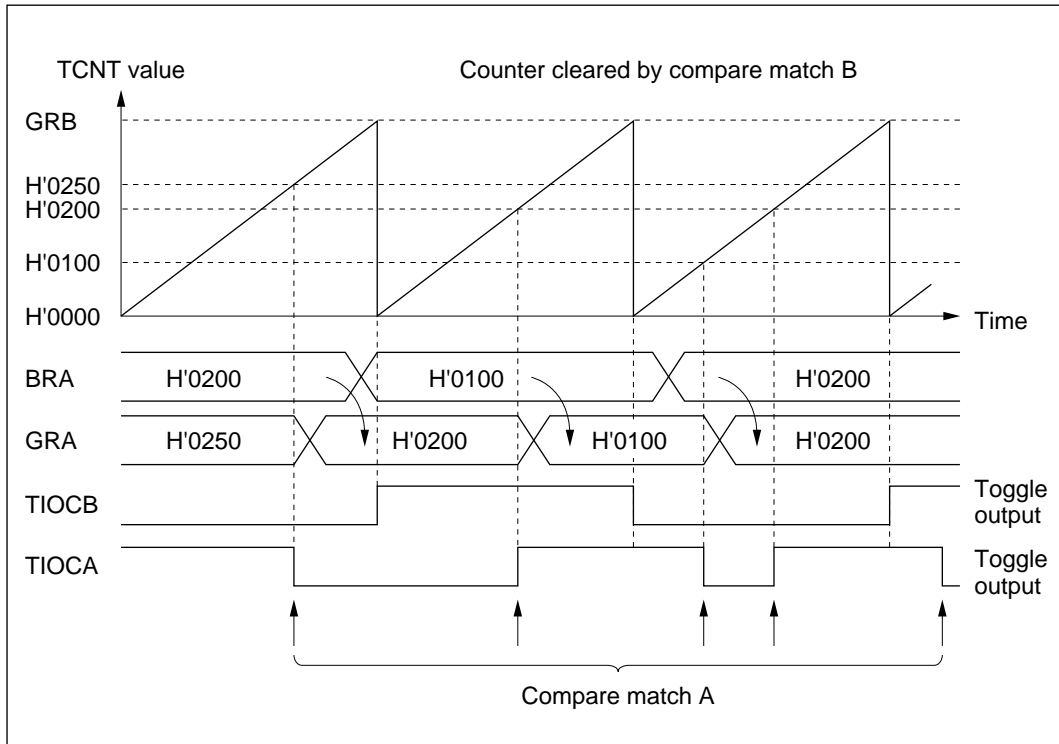 TCNT value
Counter cleared by compare match B
GRB
H'0250
H'0200
H'0100
H'0000
Time
BRA
H'0200
H'0100
H'0200
GRA
H'0250
H'0200
H'0100
H'0200
TIOCB
Toggle
output
TIOCA
Toggle
output
Compare match A